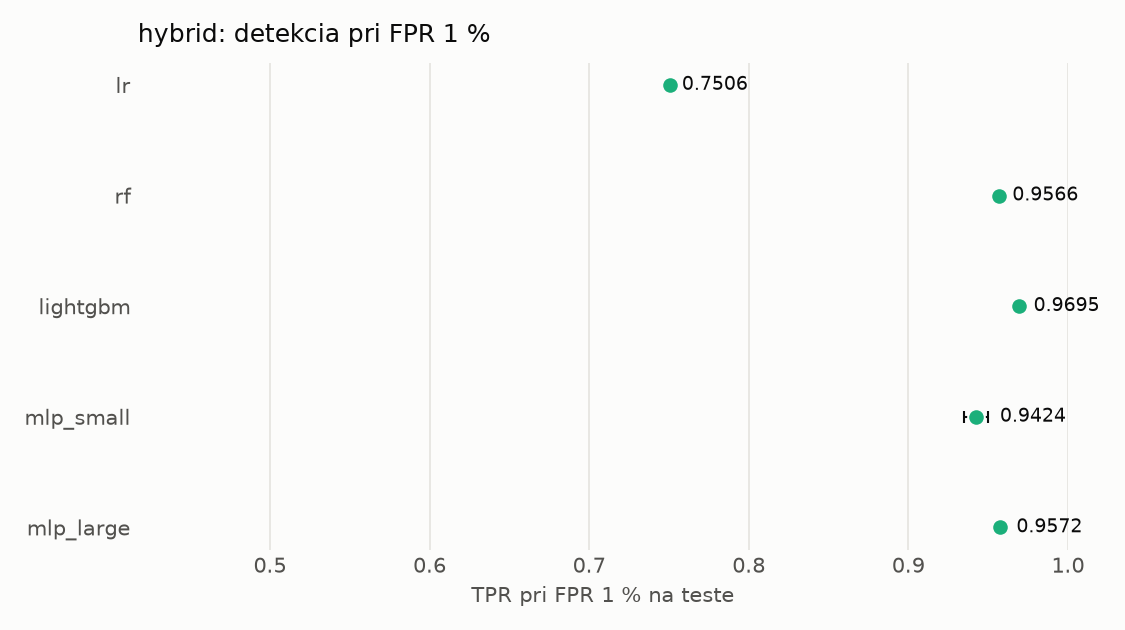 hybrid: detekcia pri FPR 1 %
lr
0.7506
rf
0.9566
lightgbm
0.9695
mlp_small
0.9424
mlp_large
0.9572
0.5 0.6 0.7 0.8 0.9 1.0
TPR pri FPR 1 % na teste